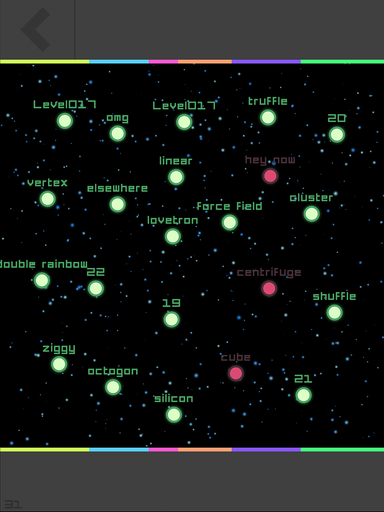 Level017
omg
Level017
truffle
20
linear
hey now
vertex
elsewhere
cluster
force field
lovetron
double rainbow
22
centrifuge
19
shuffle
ziggy
octagon
cube
21
silicon
31